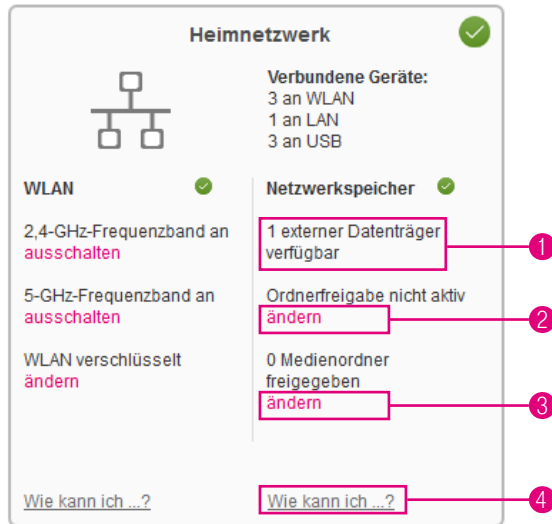 Heimnetzwerk
Verbundene Geräte:
3 an WLAN
1 an LAN
3 an USB
WLAN
2,4-GHz-Frequenzband an
ausschalten
5-GHz-Frequenzband an
ausschalten
WLAN verschlüsselt
ändern
Wie kann ich ...?
Netzwerkspeicher
1 externer Datenträger
verfügbar
1
Ordnerfreigabe nicht aktiv
ändern
2
0 Medienordner
freigegeben
ändern
3
Wie kann ich ...?
4